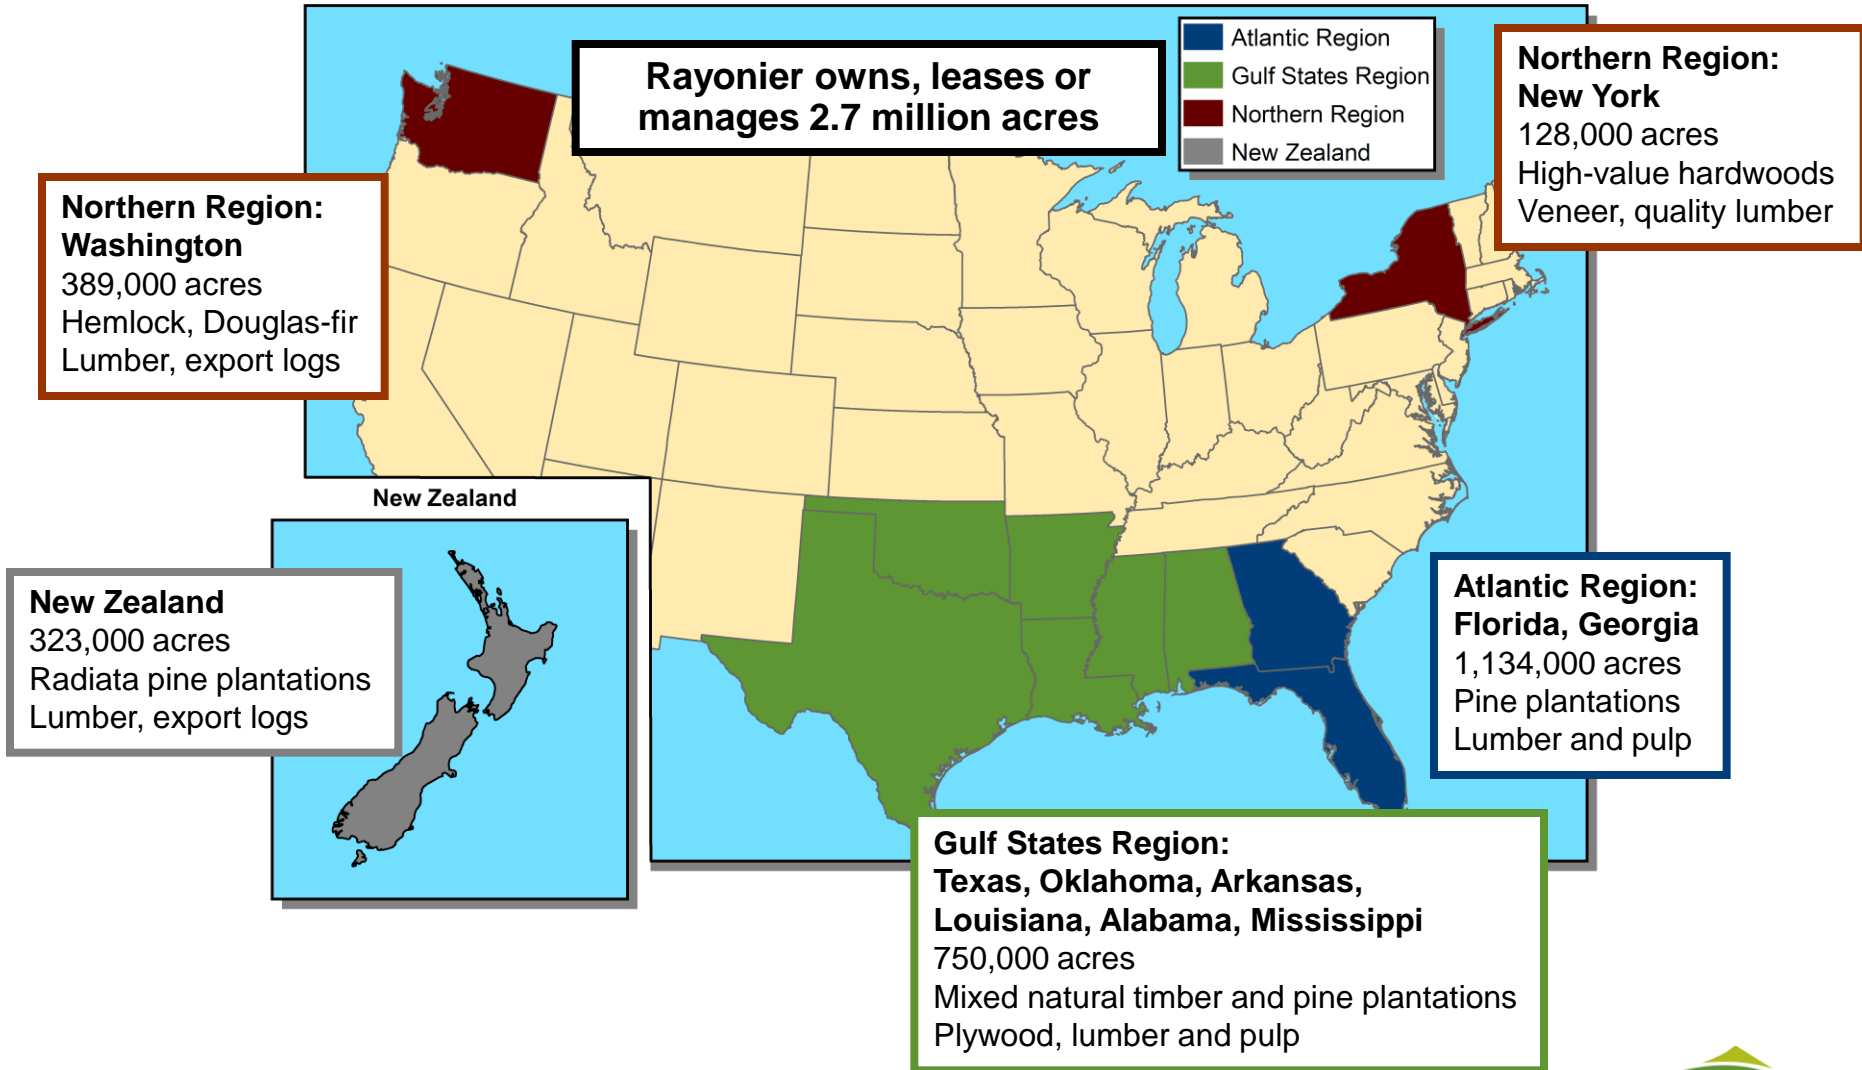 Rayonier owns, leases or
manages 2.7 million acres
Atlantic Region
Gulf States Region
Northern Region
New Zealand
Northern Region:
New York
128,000 acres
High-value hardwoods
Veneer, quality lumber
Northern Region:
Washington
389,000 acres
Hemlock, Douglas-fir
Lumber, export logs
New Zealand
New Zealand
323,000 acres
Radiata pine plantations
Lumber, export logs
Atlantic Region:
Florida, Georgia
1,134,000 acres
Pine plantations
Lumber and pulp
Gulf States Region:
Texas, Oklahoma, Arkansas,
Louisiana, Alabama, Mississippi
750,000 acres
Mixed natural timber and pine plantations
Plywood, lumber and pulp